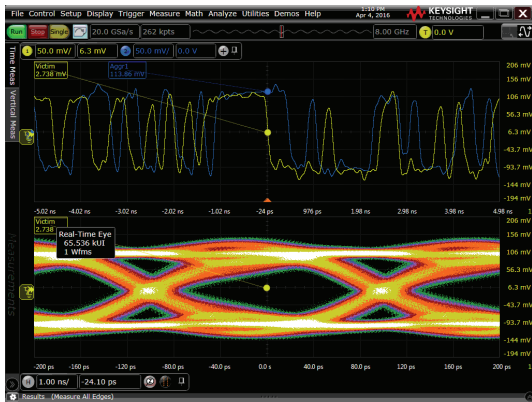 File Control Setup Display Trigger Measure Math Analyze Utilities Demos Help
1:10 PM
Apr 4, 2016
KEYSIGHT
TECHNOLOGIES
Run Stop Single 20.0 GSa/s 262 kpts 8.00 GHz T 0.0 V
1 50.0 mV/ 6.3 mV 50.0 mV/ 0.0 V
Time Meas
Vertical Meas
Measurements
Victim
2.738 mV
Aggr1
113.86 mV
206 mV
156 mV
106 mV
56.3 mV
6.3 mV
-43.7 mV
-93.7 mV
-144 mV
-194 mV
-5.02 ns -4.02 ns -3.02 ns -2.02 ns -1.02 ns -24 ps 976 ps 1.98 ns 2.98 ns 3.98 ns 4.98 ns
Victim
2.738
Real-Time Eye
65.536 kUI
1 Wfms
206 mV
156 mV
106 mV
56.3 mV
6.3 mV
-43.7 mV
-93.7 mV
-144 mV
-194 mV
-200 ps -160 ps -120 ps -80.0 ps -40.0 ps 0.0 s 40.0 ps 80.0 ps 120 ps 160 ps 200 ps
H 1.00 ns/ -24.10 ps
Results (Measure All Edges)